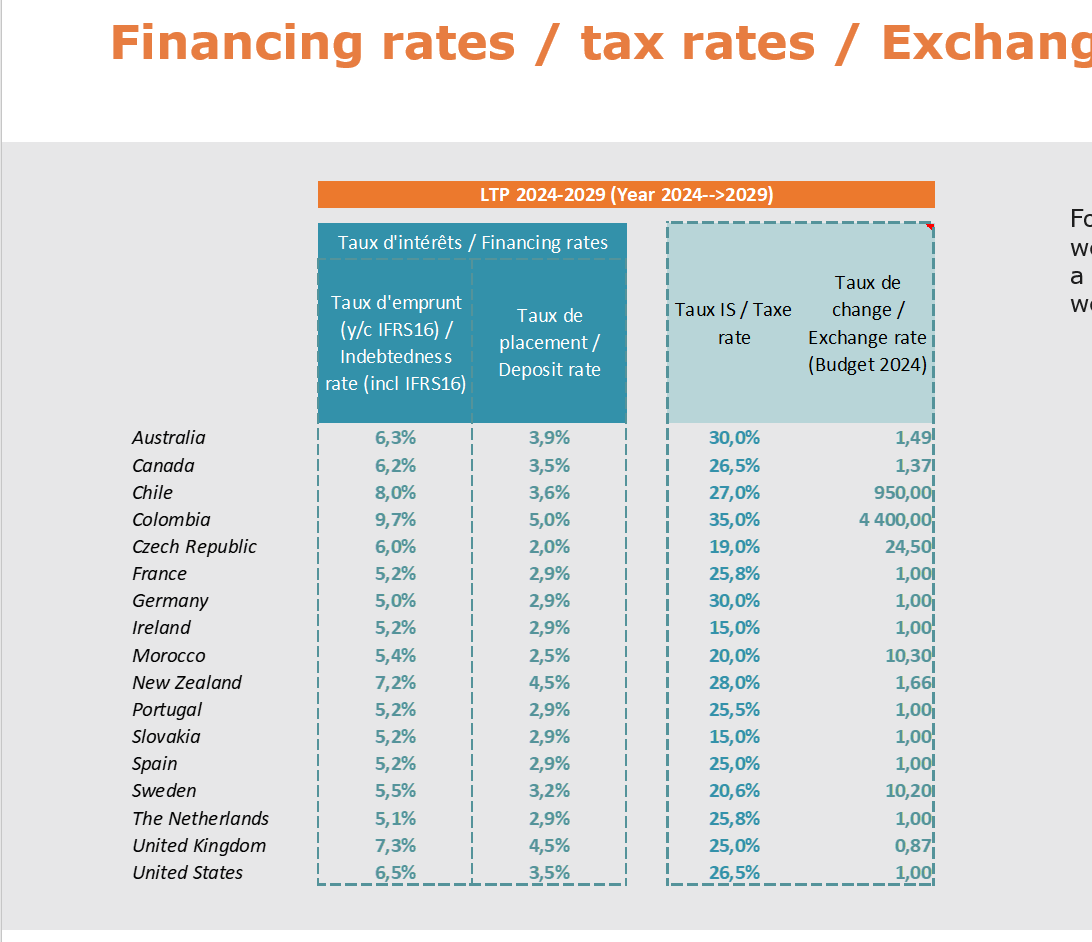 Financing rates / tax rates / Exchang
LTP 2024-2029 (Year 2024-->2029)
Taux d'intérêts / Financing rates
Taux d'emprunt
(y/c IFRS16) /
Indebtedness
rate (incl IFRS16)
Taux de
placement /
Deposit rate
Taux IS / Taxe
rate
Taux de
change /
Exchange rate
(Budget 2024)
Fo
we
a
we
Australia 6,3% 3,9% 30,0% 1,49
Canada 6,2% 3,5% 26,5% 1,37
Chile 8,0% 3,6% 27,0% 950,00
Colombia 9,7% 5,0% 35,0% 4 400,00
Czech Republic 6,0% 2,0% 19,0% 24,50
France 5,2% 2,9% 25,8% 1,00
Germany 5,0% 2,9% 30,0% 1,00
Ireland 5,2% 2,9% 15,0% 1,00
Morocco 5,4% 2,5% 20,0% 10,30
New Zealand 7,2% 4,5% 28,0% 1,66
Portugal 5,2% 2,9% 25,5% 1,00
Slovakia 5,2% 2,9% 15,0% 1,00
Spain 5,2% 2,9% 25,0% 1,00
Sweden 5,5% 3,2% 20,6% 10,20
The Netherlands 5,1% 2,9% 25,8% 1,00
United Kingdom 7,3% 4,5% 25,0% 0,87
United States 6,5% 3,5% 26,5% 1,00